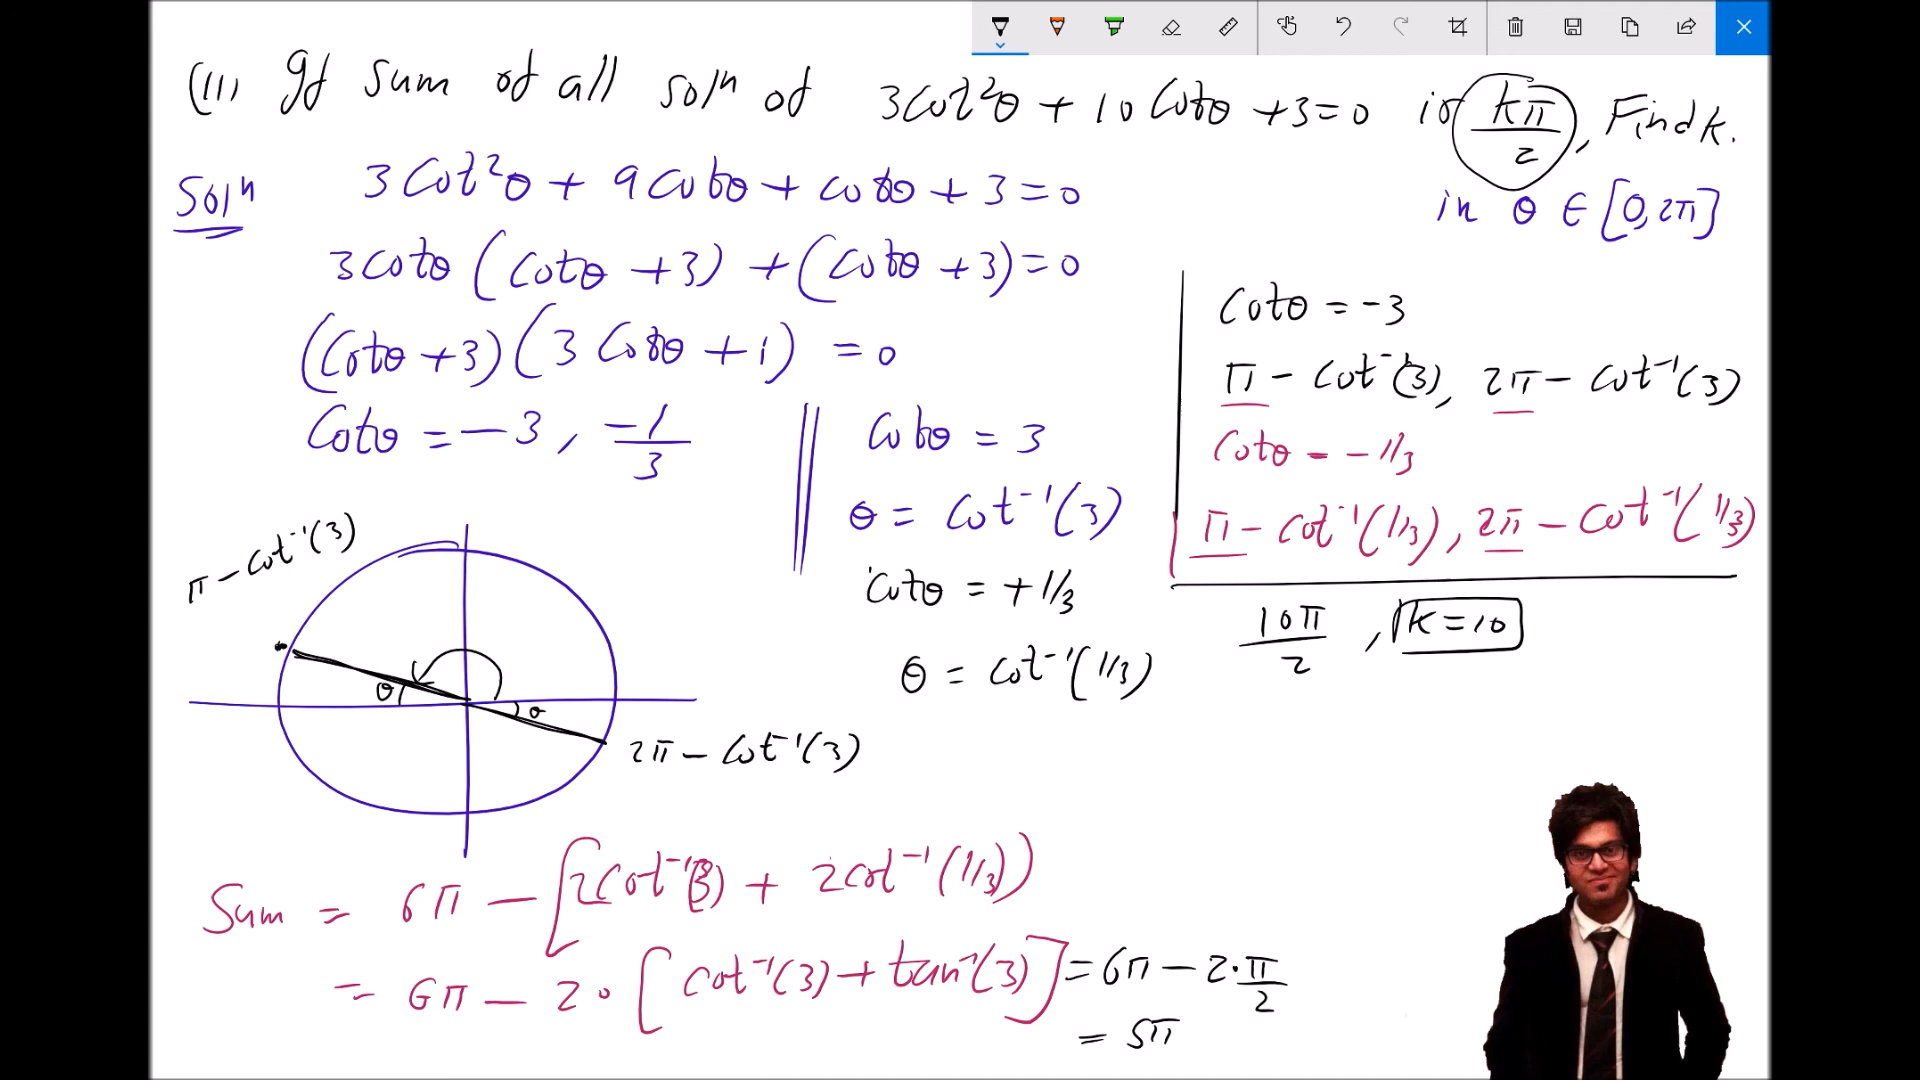 (11) If sum of all solⁿ of 3cot²θ + 10 cotθ + 3 = 0 is kπ/2, Find k.
in θ ∈ [0, 2π]
Solⁿ 3cot²θ + 9cotθ + cotθ + 3 = 0
3cotθ (cotθ + 3) + (cotθ + 3) = 0
(cotθ + 3)(3 cotθ + 1) = 0
cotθ = -3, -1/3
cotθ = 3
θ = cot⁻¹(3)
cotθ = +1/3
θ = cot⁻¹(1/3)
cotθ = -3
π - cot⁻¹(3), 2π - cot⁻¹(3)
cotθ = -1/3
π - cot⁻¹(1/3), 2π - cot⁻¹(1/3)
10π/2, k = 10
π - cot⁻¹(3)
θ
θ
2π - cot⁻¹(3)
Sum = 6π - [2cot⁻¹(3) + 2cot⁻¹(1/3))
= 6π - 2 · [cot⁻¹(3) + tan⁻¹(3)] = 6π - 2·π/2
= 5π